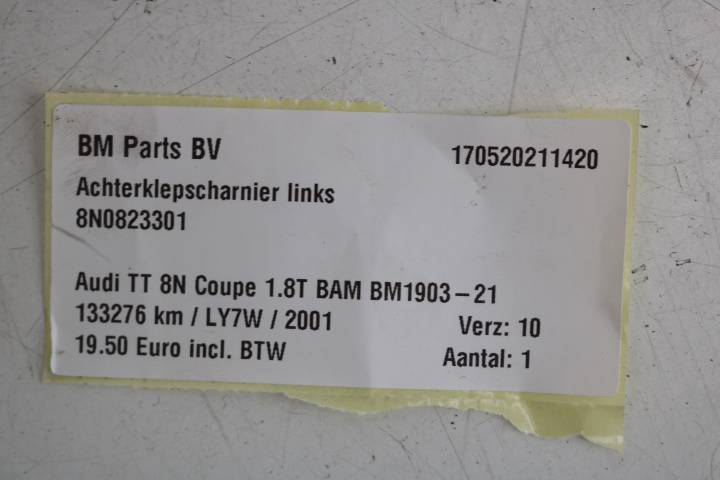 BM Parts BV 170520211420
Achterklepscharnier links
8N0823301
Audi TT 8N Coupe 1.8T BAM BM1903-21
133276 km / LY7W / 2001 Verz: 10
19.50 Euro incl. BTW Aantal: 1